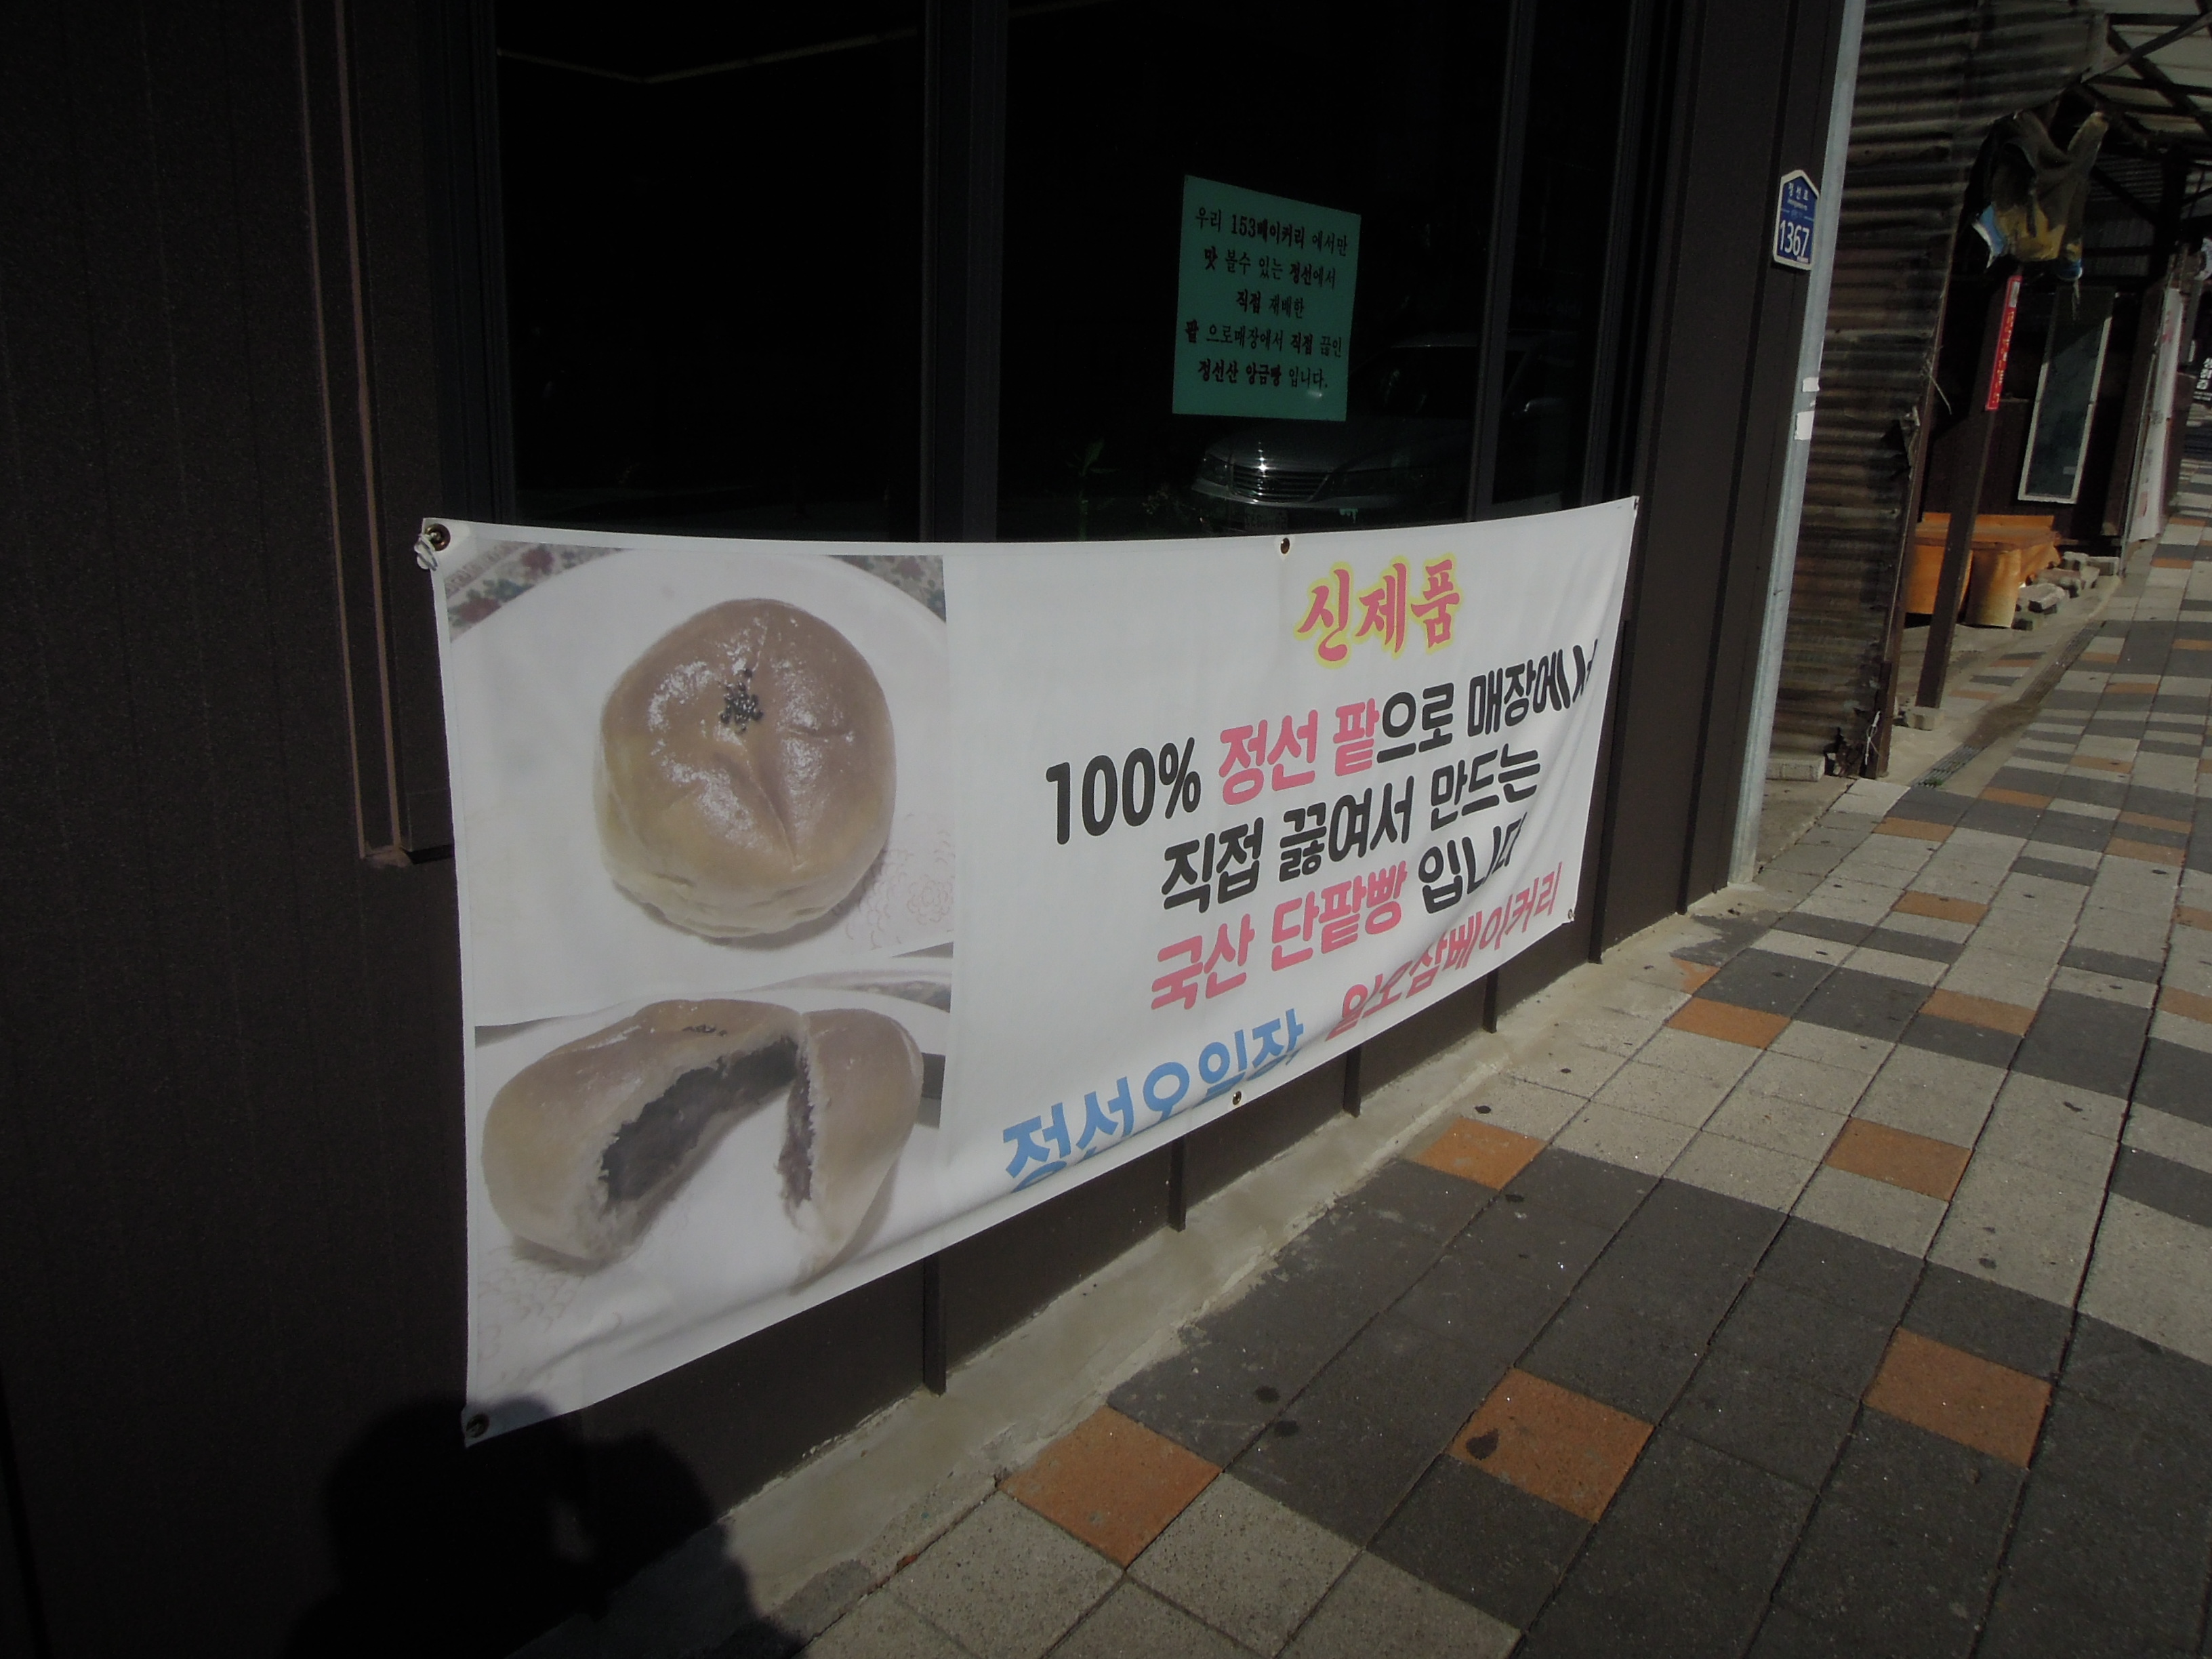 우리 153베이커리 에서만
맛 볼수 있는 정선에서
직접 재배한
팥 으로매장에서 직접 끓인
정선산 앙금빵 입니다.
정선로
1367
신제품
100% 정선 팥으로 매장에서
직접 끓여서 만드는
국산 단팥빵 입니다
정선오일장 일오삼베이커리